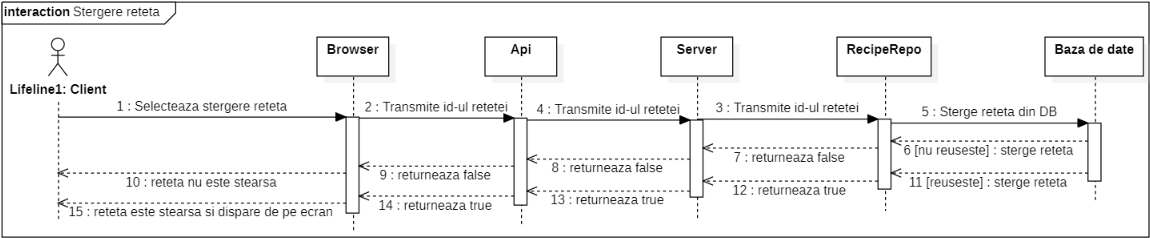 interaction Stergere reteta
Lifeline1: Client
Browser
Api
Server
RecipeRepo
Baza de date
1 : Selecteaza stergere reteta
2 : Transmite id-ul retetei
4 : Transmite id-ul retetei
3 : Transmite id-ul retetei
5 : Sterge reteta din DB
6 [nu reuseste] : sterge reteta
7 : returneaza false
8 : returneaza false
9 : returneaza false
10 : reteta nu este stearsa
11 [reuseste] : sterge reteta
12 : returneaza true
13 : returneaza true
14 : returneaza true
15 : reteta este stearsa si dispare de pe ecran